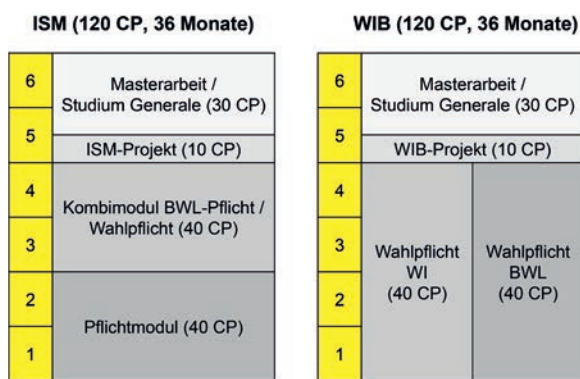 ISM (120 CP, 36 Monate)
6
5
4
3
2
1
Masterarbeit /
Studium Generale (30 CP)
ISM-Projekt (10 CP)
Kombimodul BWL-Pflicht /
Wahlpflicht (40 CP)
Pflichtmodul (40 CP)
WIB (120 CP, 36 Monate)
6
5
4
3
2
1
Masterarbeit /
Studium Generale (30 CP)
WIB-Projekt (10 CP)
Wahlpflicht
WI
(40 CP)
Wahlpflicht
BWL
(40 CP)